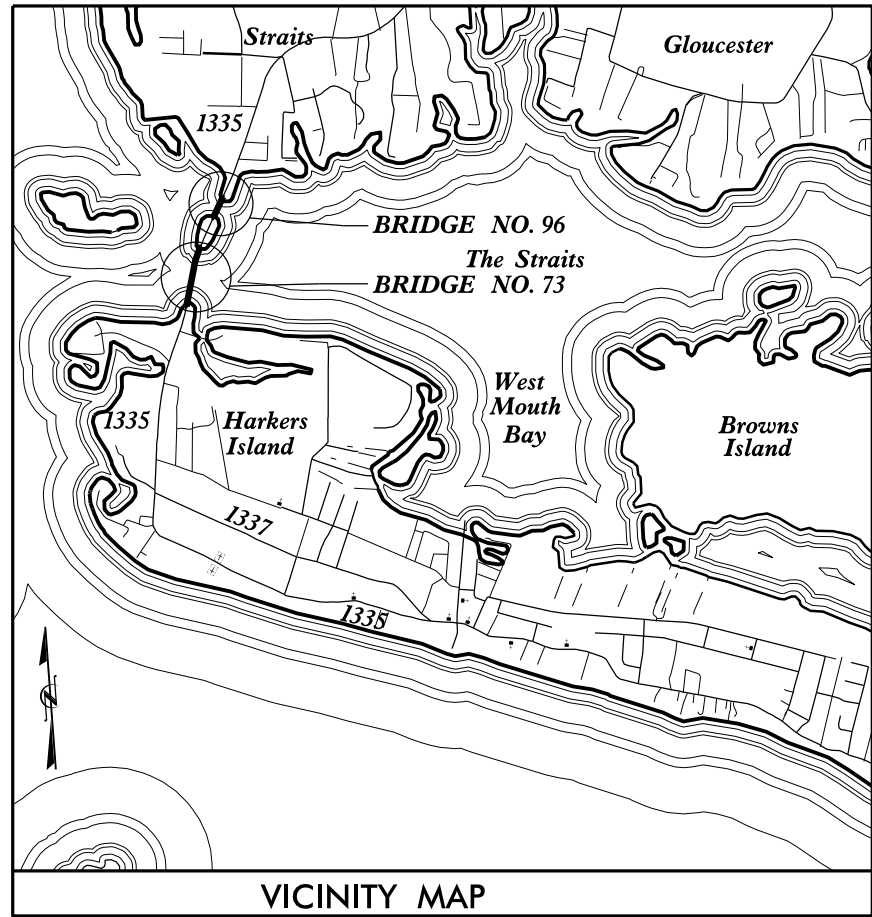 Straits
Gloucester
1335
BRIDGE NO. 96
The Straits
BRIDGE NO. 73
West
Mouth
Bay
1335
Harkers
Island
Browns
Island
1337
1335
N
VICINITY MAP